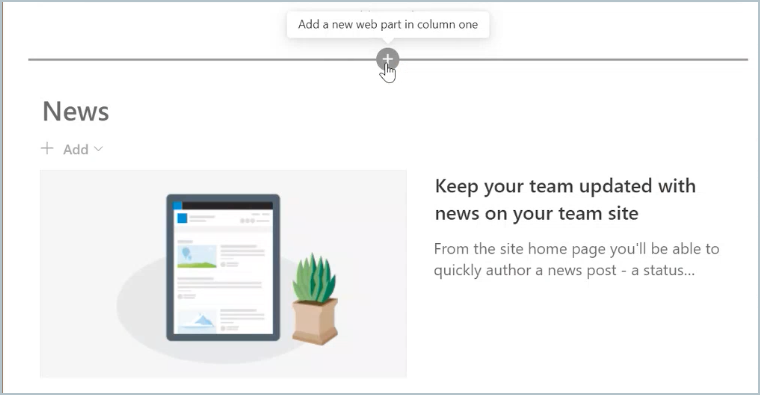 Add a new web part in column one
News
+ Add
Keep your team updated with
news on your team site
From the site home page you'll be able to
quickly author a news post - a status...